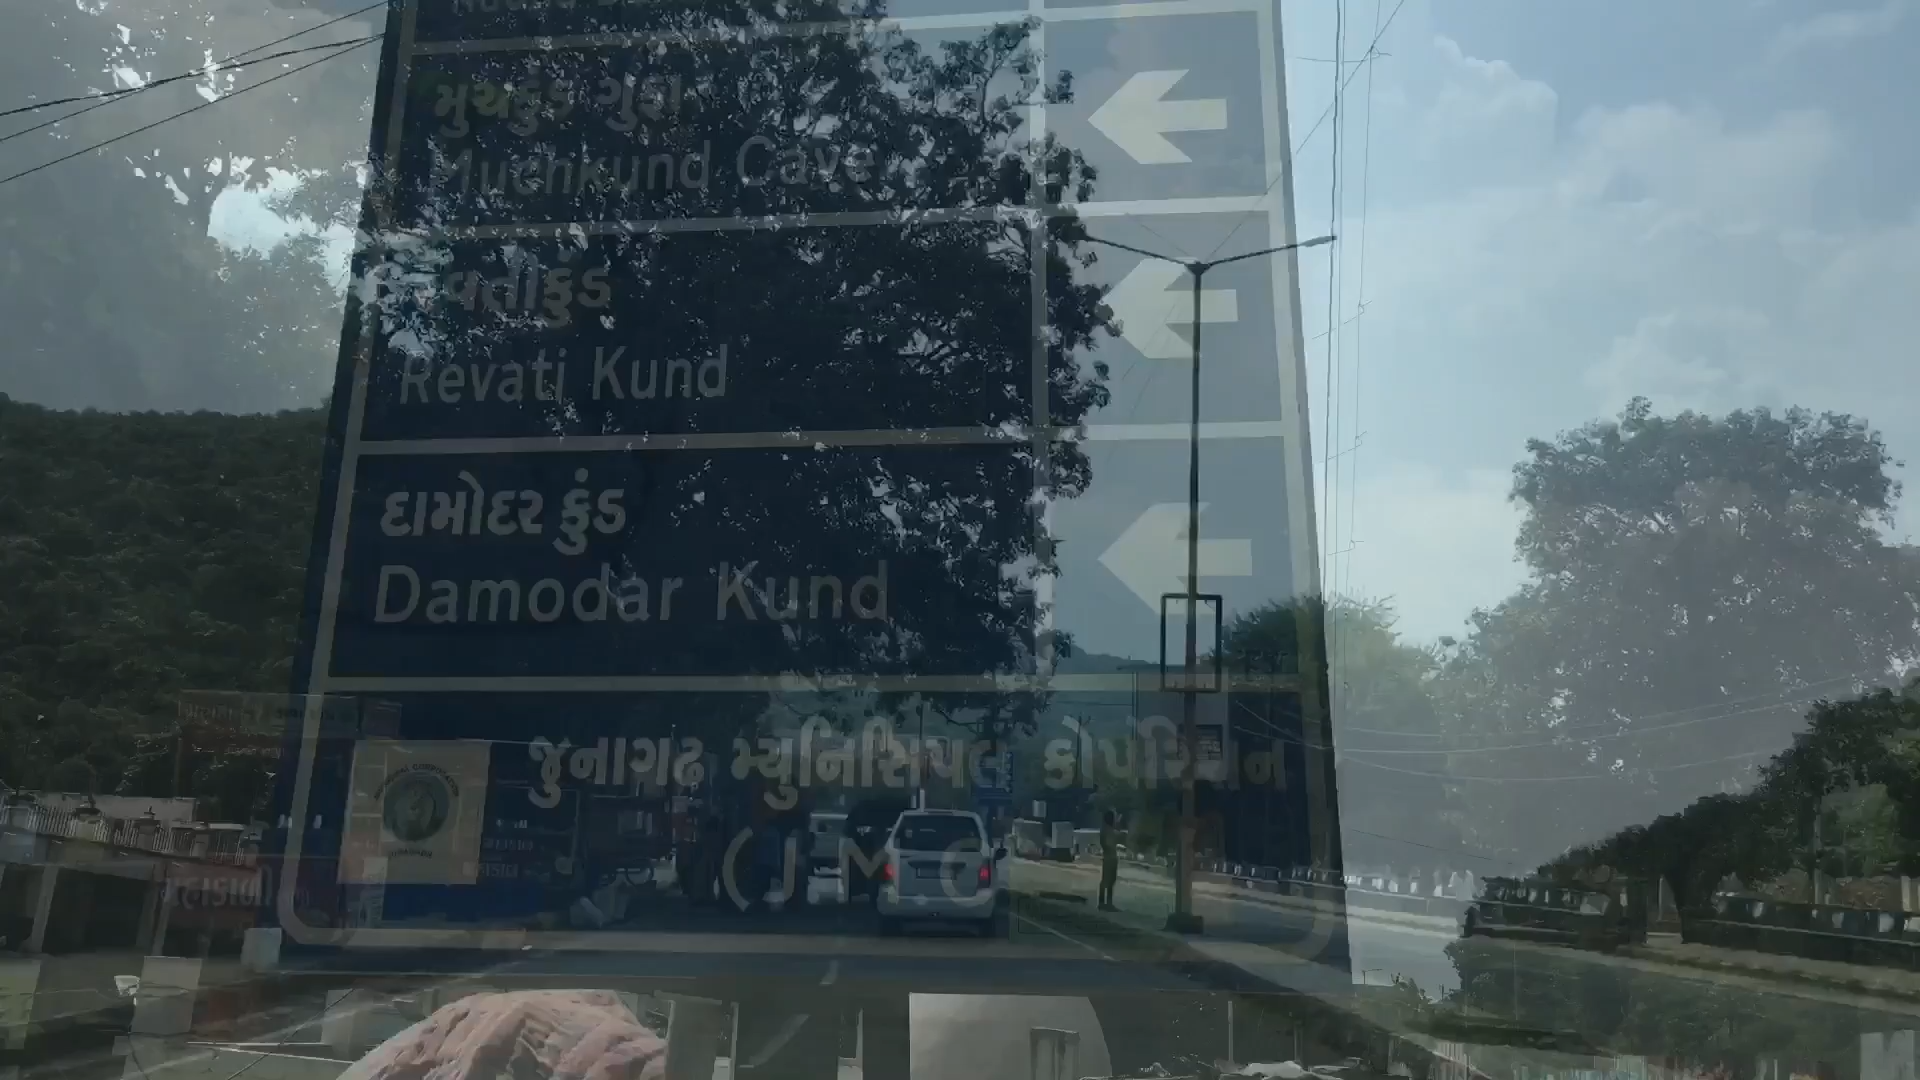 મુચકુંદ ગુફા
Muchkund Cave
રેવતીકુંડ
Revati Kund
દામોદર કુંડ
Damodar Kund
જુનાગઢ મ્યુનિસિપલ કોર્પોરેશન
(J.M.C